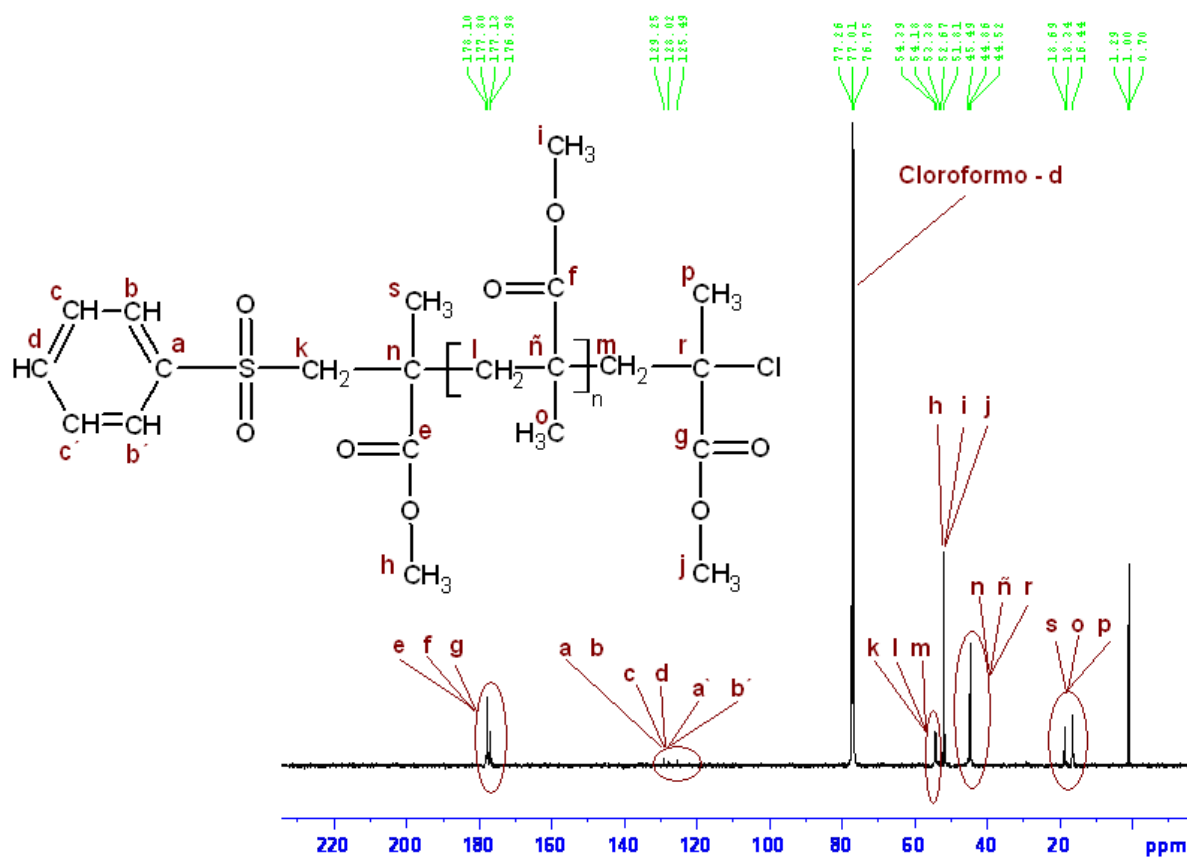 178.10
177.80
177.12
176.98
129.25
128.02
125.49
77.26
77.01
76.75
54.39
54.18
53.38
52.67
51.81
45.49
44.86
44.52
18.69
18.34
16.44
1.29
1.00
0.70
Cloroformo - d
i
CH3
O
O
C
f
s
CH3
p
CH3
c
b
CH
CH
d
a
O
S
O
k
CH2
n
l
CH2
ñ
n
m
CH2
r
Cl
CH
CH
c´
b´
o
H3C
O
e
C
O
h
CH3
g
C
O
O
j
CH3
h i j
n ñ r
k l m
s o p
e f g
a b
c d
a` b´
220 200 180 160 140 120 100 80 60 40 20 ppm